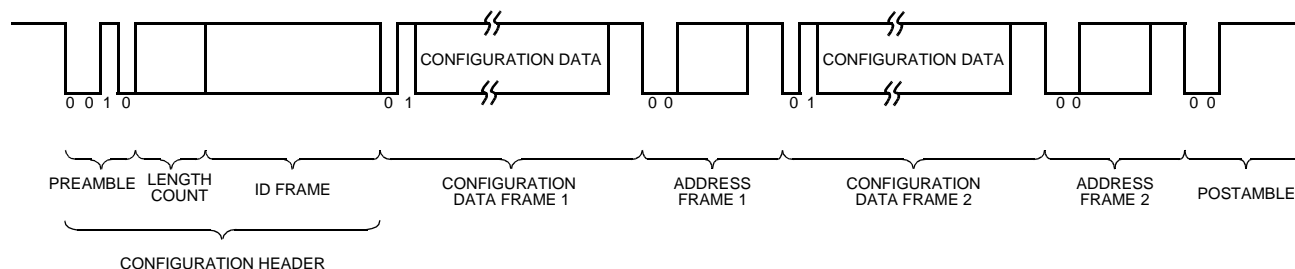 CONFIGURATION DATA CONFIGURATION DATA
0 0 1 0 0 1 0 0 0 1 0 0 0 0
PREAMBLE LENGTH COUNT ID FRAME CONFIGURATION DATA FRAME 1 ADDRESS FRAME 1 CONFIGURATION DATA FRAME 2 ADDRESS FRAME 2 POSTAMBLE
CONFIGURATION HEADER